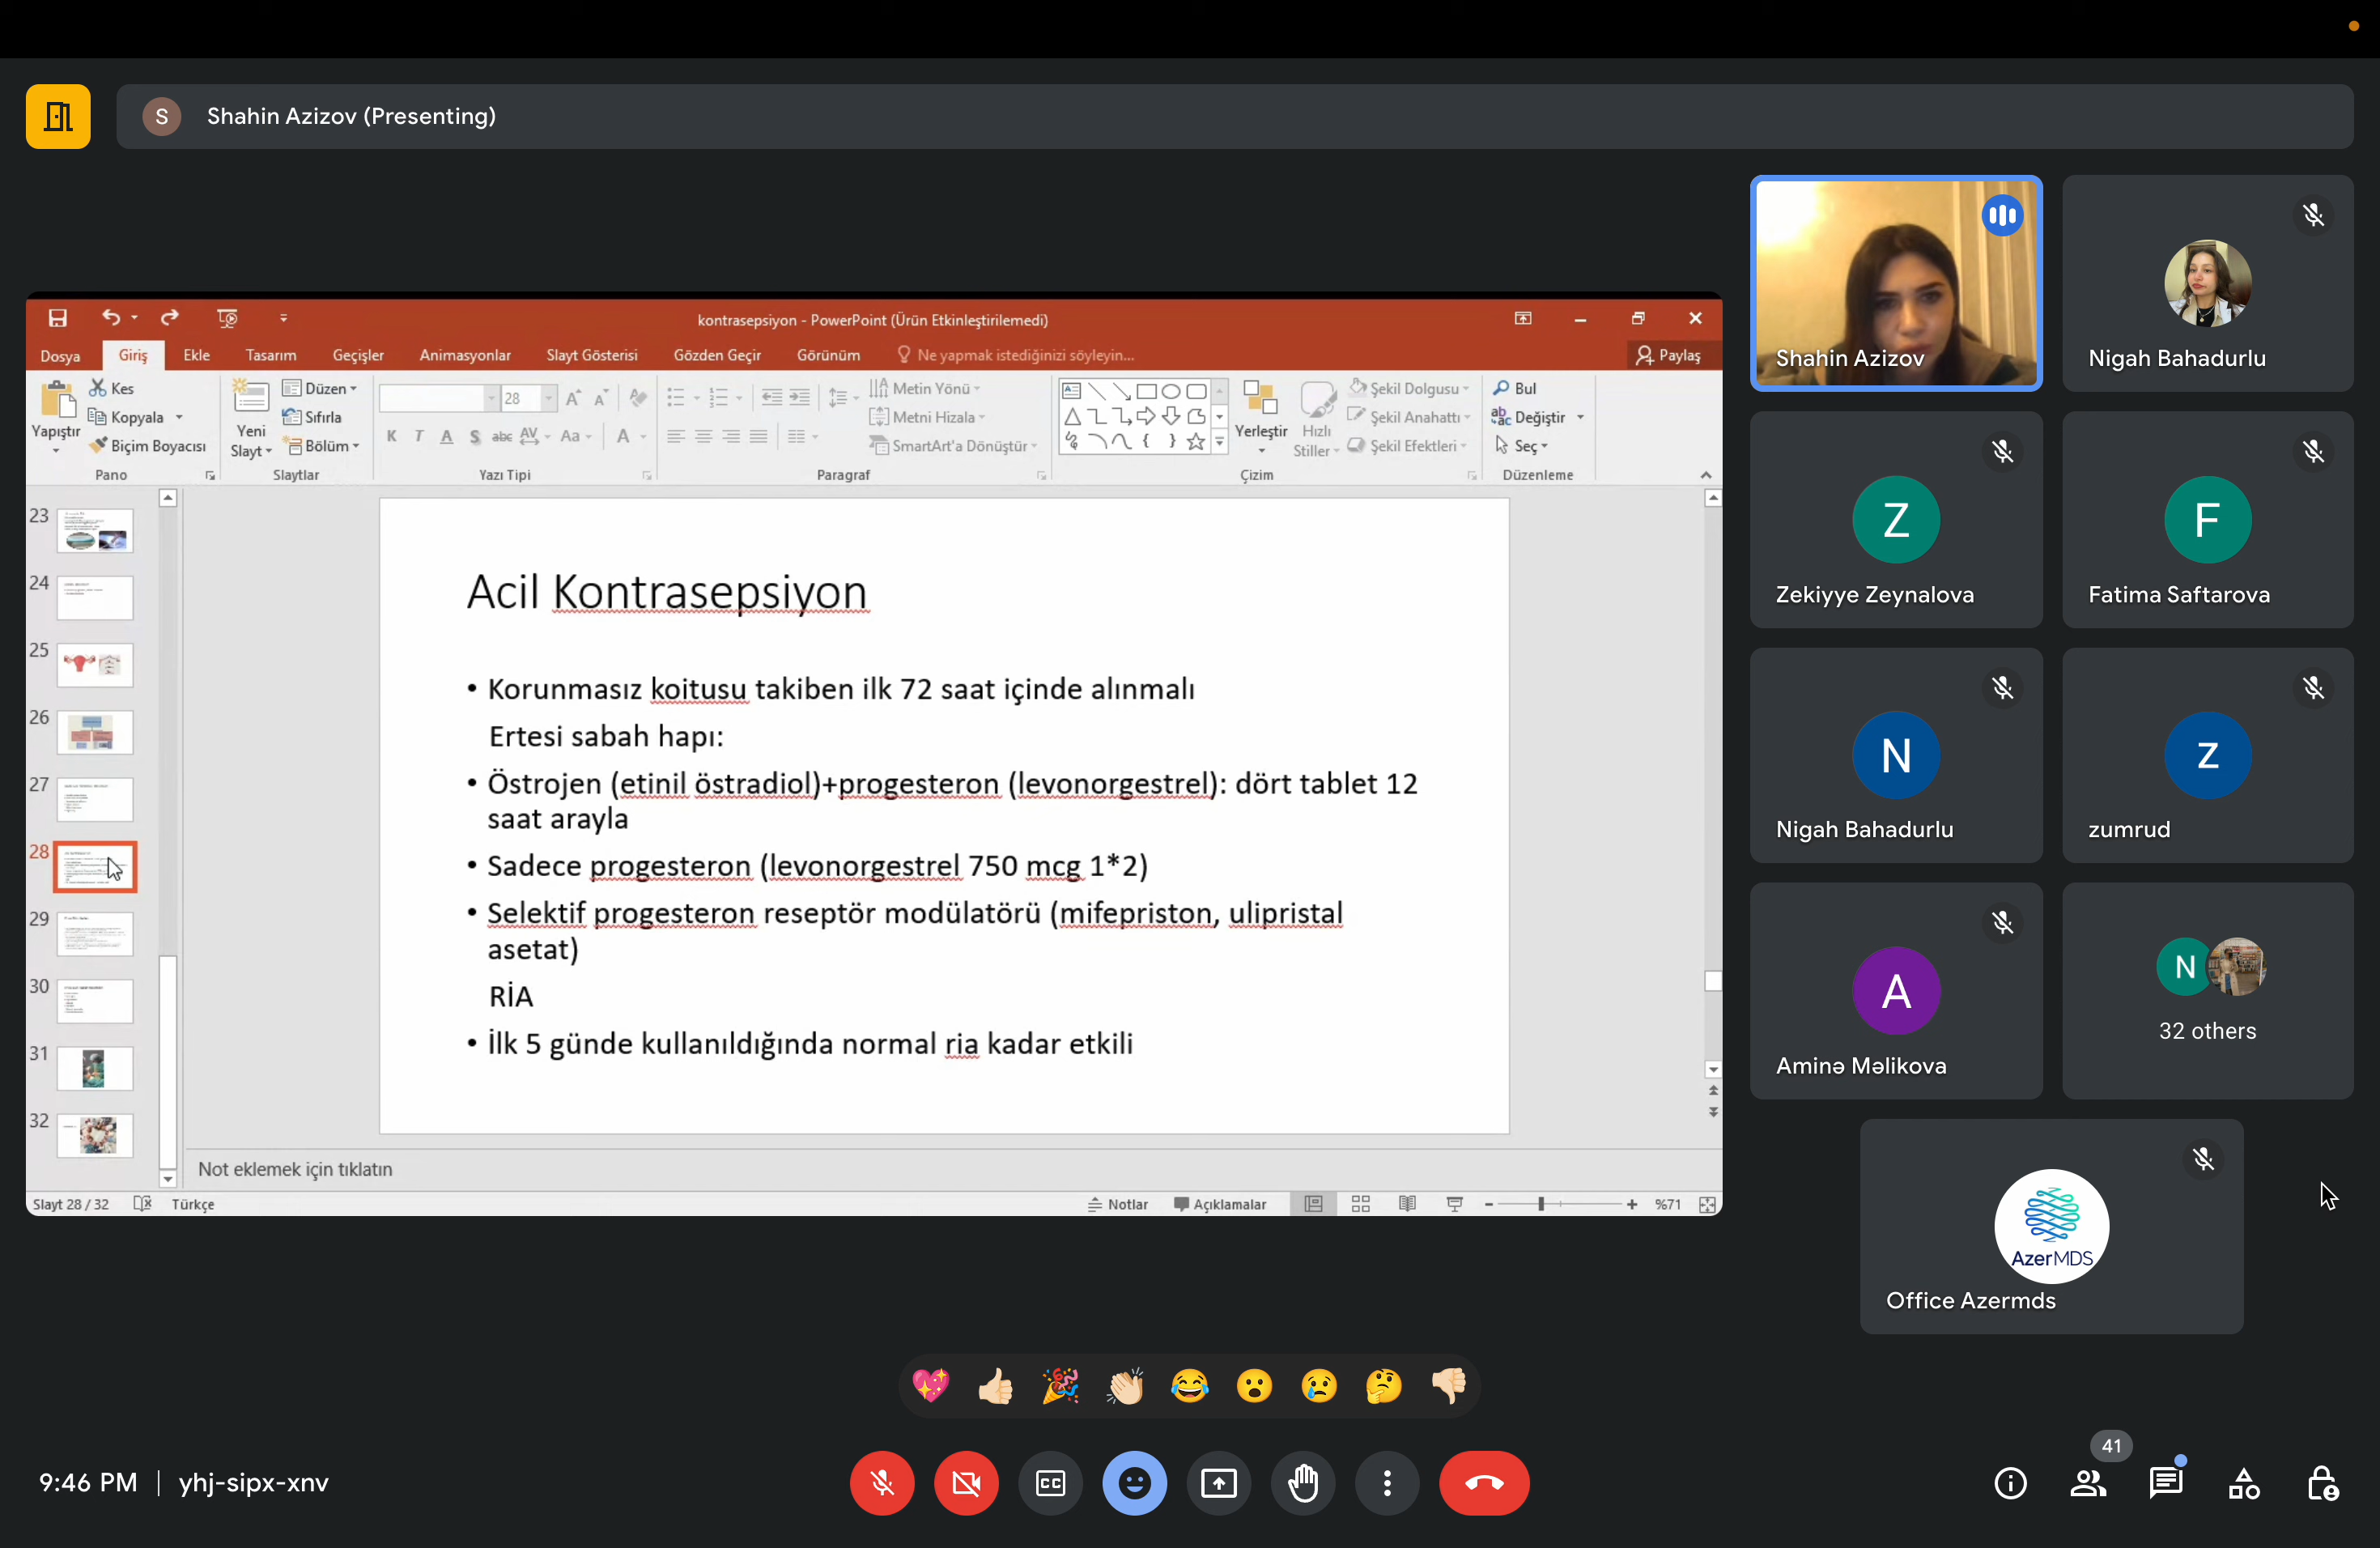 S
Shahin Azizov (Presenting)
kontrasepsiyon - PowerPoint (Ürün Etkinleştirilemedi)
Dosya
Giriş
Ekle
Tasarım
Geçişler
Animasyonlar
Slayt Gösterisi
Gözden Geçir
Görünüm
Ne yapmak istediğinizi söyleyin...
Paylaş
Yapıştır
Kes
Kopyala
Biçim Boyacısı
Pano
Yeni
Slayt
Düzen
Sıfırla
Bölüm
Slaytlar
28
K T A S abc AV Aa A
Yazı Tipi
Metin Yönü
Metni Hizala
SmartArt'a Dönüştür
Paragraf
Yerleştir
Hızlı
Stiller
Şekil Dolgusu
Şekil Anahattı
Şekil Efektleri
Çizim
Bul
Değiştir
Seç
Düzenleme
23
24
25
26
27
28
29
30
31
32
Acil Kontrasepsiyon
• Korunmasız koitusu takiben ilk 72 saat içinde alınmalı
Ertesi sabah hapı:
• Östrojen (etinil östradiol)+progesteron (levonorgestrel): dört tablet 12
saat arayla
• Sadece progesteron (levonorgestrel 750 mcg 1*2)
• Selektif progesteron reseptör modülatörü (mifepriston, ulipristal
asetat)
RİA
• İlk 5 günde kullanıldığında normal ria kadar etkili
Not eklemek için tıklatın
Slayt 28 / 32
Türkçe
Notlar
Açıklamalar
%71
Shahin Azizov
Nigah Bahadurlu
Z
Zekiyye Zeynalova
F
Fatima Saftarova
N
Nigah Bahadurlu
z
zumrud
A
Aminə Məlikova
N
32 others
AzerMDS
Office Azermds
9:46 PM | yhj-sipx-xnv
CC
41